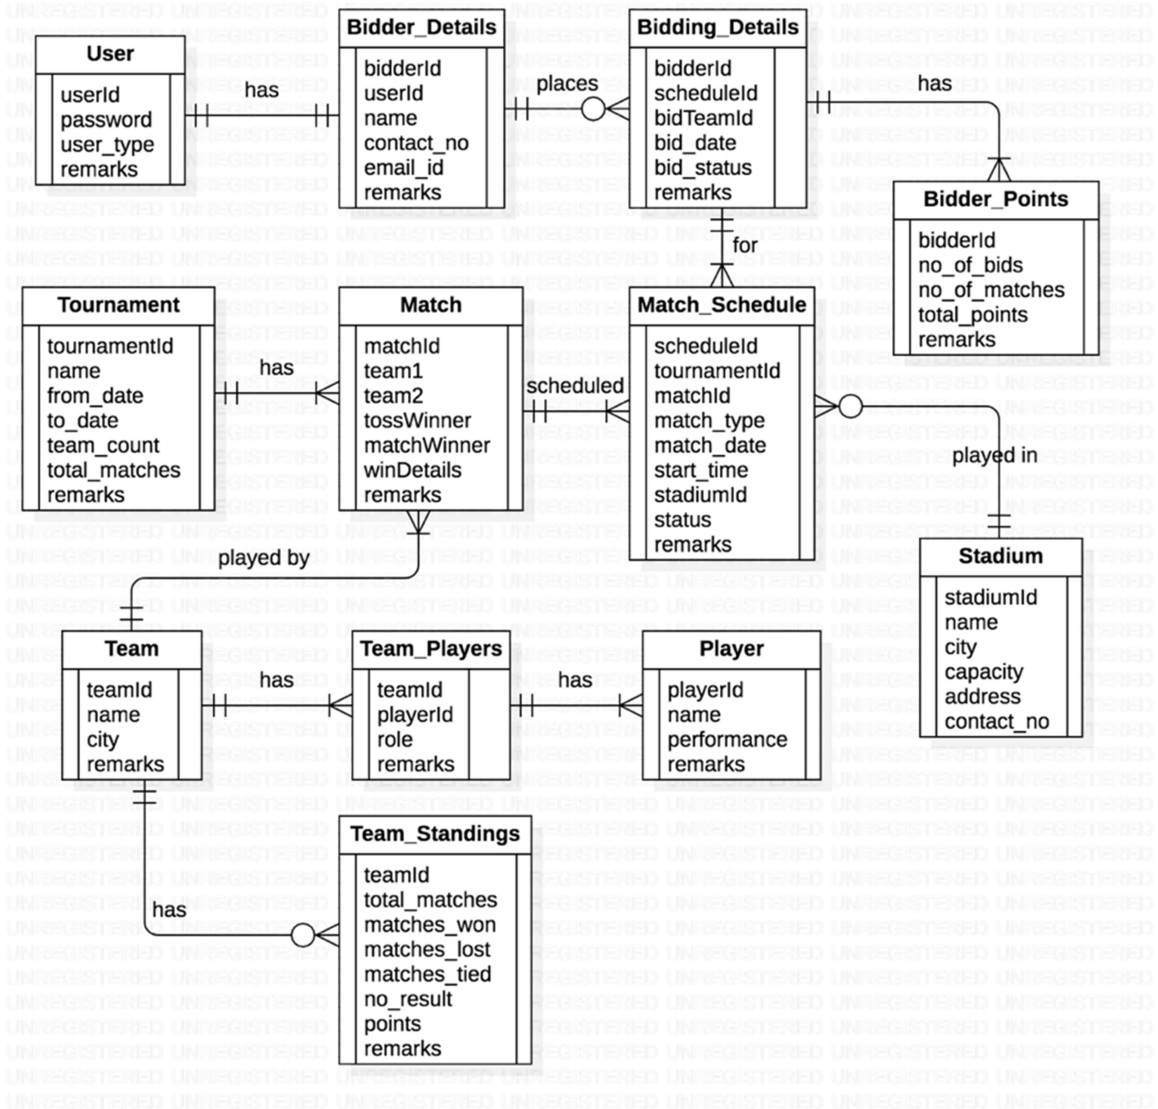 User
userId
password
user_type
remarks
has
Bidder_Details
bidderId
userId
name
contact_no
email_id
remarks
places
Bidding_Details
bidderId
scheduleId
bidTeamId
bid_date
bid_status
remarks
has
Bidder_Points
bidderId
no_of_bids
no_of_matches
total_points
remarks
for
Tournament
tournamentId
name
from_date
to_date
team_count
total_matches
remarks
has
Match
matchId
team1
team2
tossWinner
matchWinner
winDetails
remarks
scheduled
Match_Schedule
scheduleId
tournamentId
matchId
match_type
match_date
start_time
stadiumId
status
remarks
played in
Stadium
stadiumId
name
city
capacity
address
contact_no
played by
Team
teamId
name
city
remarks
has
Team_Players
teamId
playerId
role
remarks
has
Player
playerId
name
performance
remarks
has
Team_Standings
teamId
total_matches
matches_won
matches_lost
matches_tied
no_result
points
remarks
UNREGISTERED